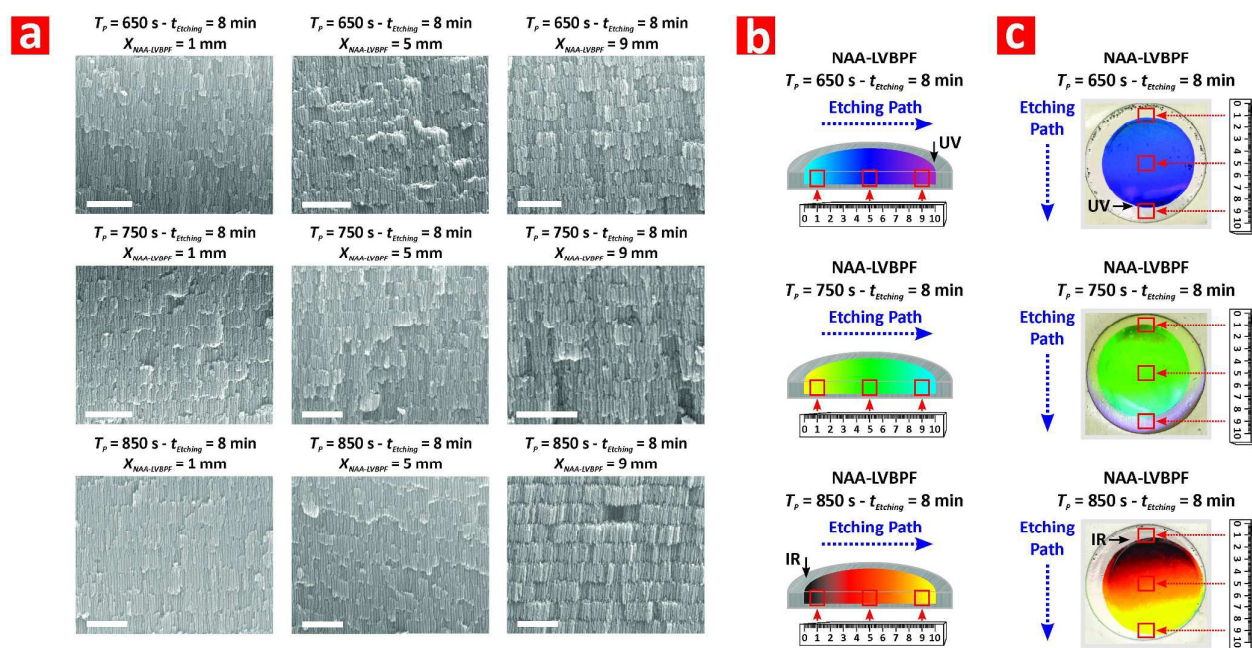 a
T_P = 650 s - t_Etching = 8 min
X_NAA-LVBPF = 1 mm
T_P = 650 s - t_Etching = 8 min
X_NAA-LVBPF = 5 mm
T_P = 650 s - t_Etching = 8 min
X_NAA-LVBPF = 9 mm
T_P = 750 s - t_Etching = 8 min
X_NAA-LVBPF = 1 mm
T_P = 750 s - t_Etching = 8 min
X_NAA-LVBPF = 5 mm
T_P = 750 s - t_Etching = 8 min
X_NAA-LVBPF = 9 mm
T_P = 850 s - t_Etching = 8 min
X_NAA-LVBPF = 1 mm
T_P = 850 s - t_Etching = 8 min
X_NAA-LVBPF = 5 mm
T_P = 850 s - t_Etching = 8 min
X_NAA-LVBPF = 9 mm
b
NAA-LVBPF
T_P = 650 s - t_Etching = 8 min
Etching Path
UV
0 1 2 3 4 5 6 7 8 9 10
NAA-LVBPF
T_P = 750 s - t_Etching = 8 min
Etching Path
0 1 2 3 4 5 6 7 8 9 10
NAA-LVBPF
T_P = 850 s - t_Etching = 8 min
Etching Path
IR
0 1 2 3 4 5 6 7 8 9 10
c
NAA-LVBPF
T_P = 650 s - t_Etching = 8 min
Etching
Path
UV
0 1 2 3 4 5 6 7 8 9 10
NAA-LVBPF
T_P = 750 s - t_Etching = 8 min
Etching
Path
0 1 2 3 4 5 6 7 8 9 10
NAA-LVBPF
T_P = 850 s - t_Etching = 8 min
Etching
Path
IR
0 1 2 3 4 5 6 7 8 9 10